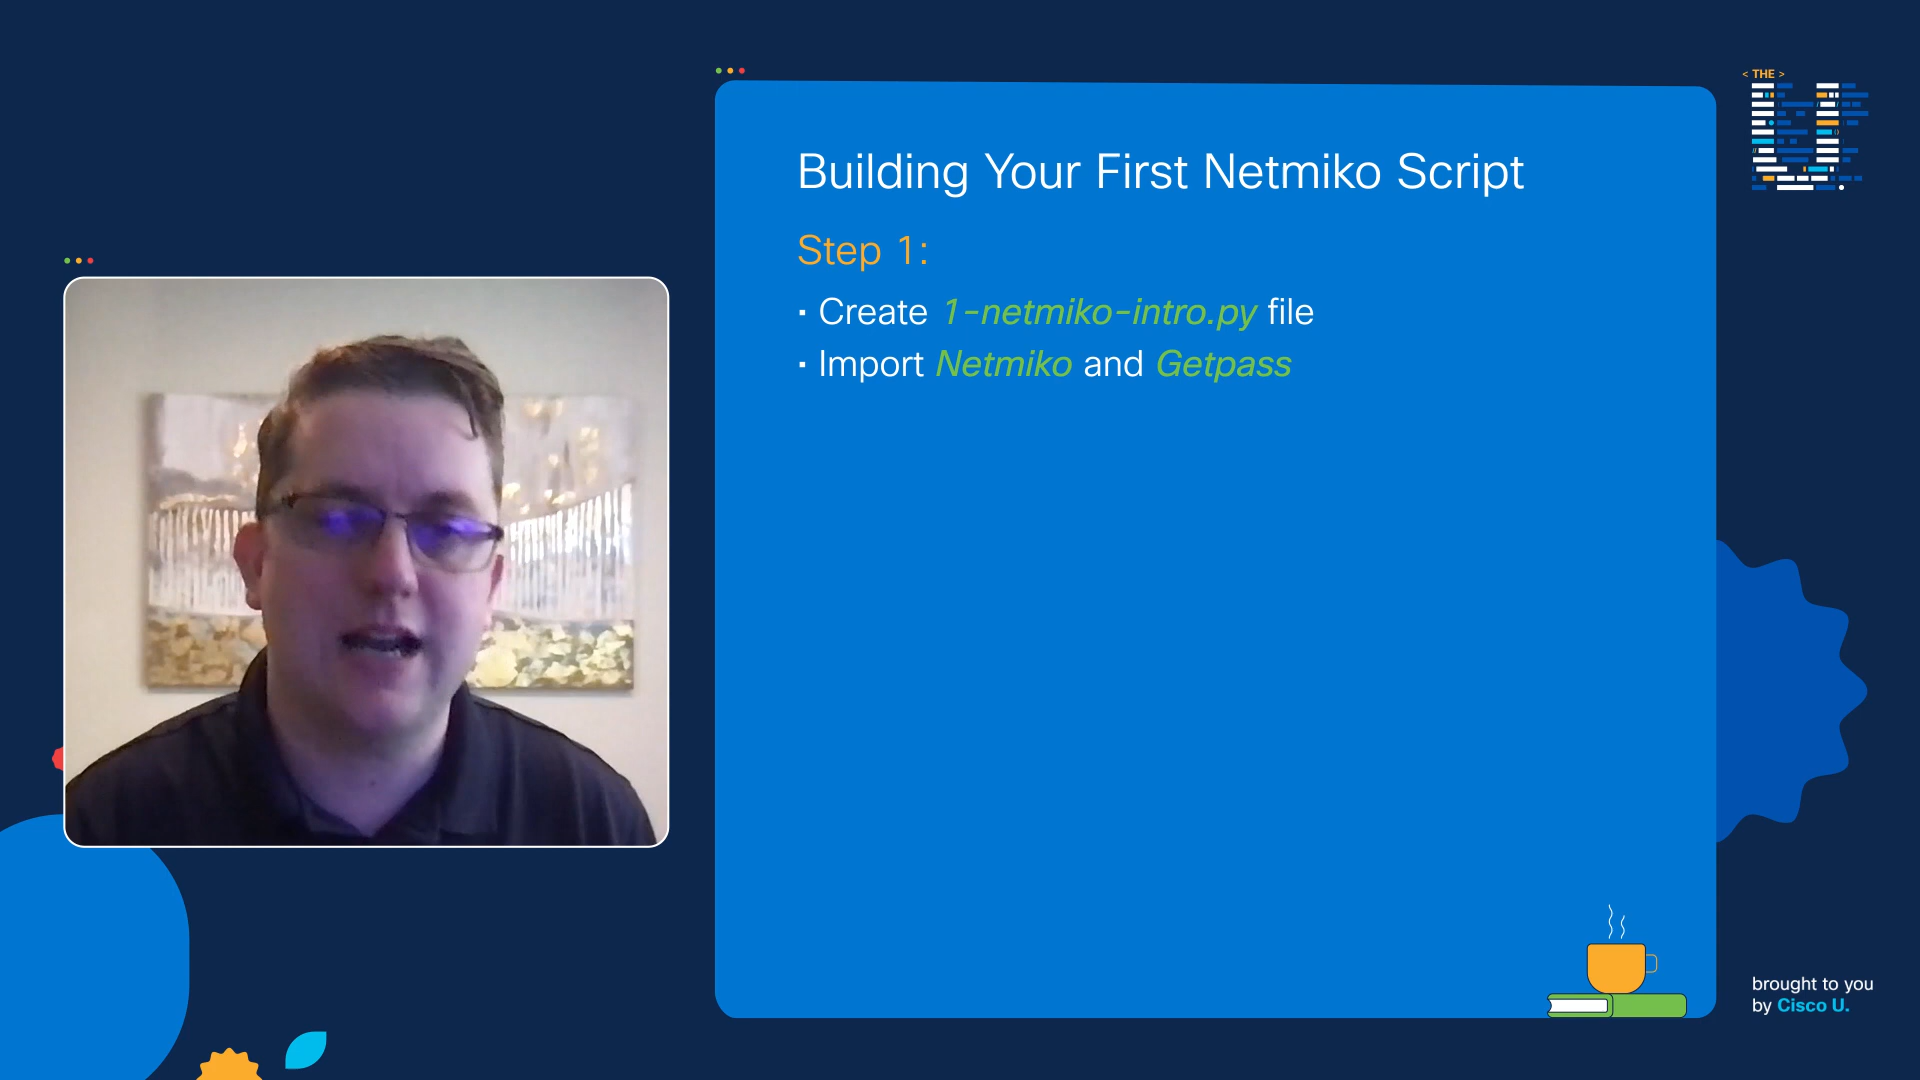 < THE >
Building Your First Netmiko Script
Step 1:
▪ Create 1-netmiko-intro.py file
▪ Import Netmiko and Getpass
brought to you
by Cisco U.